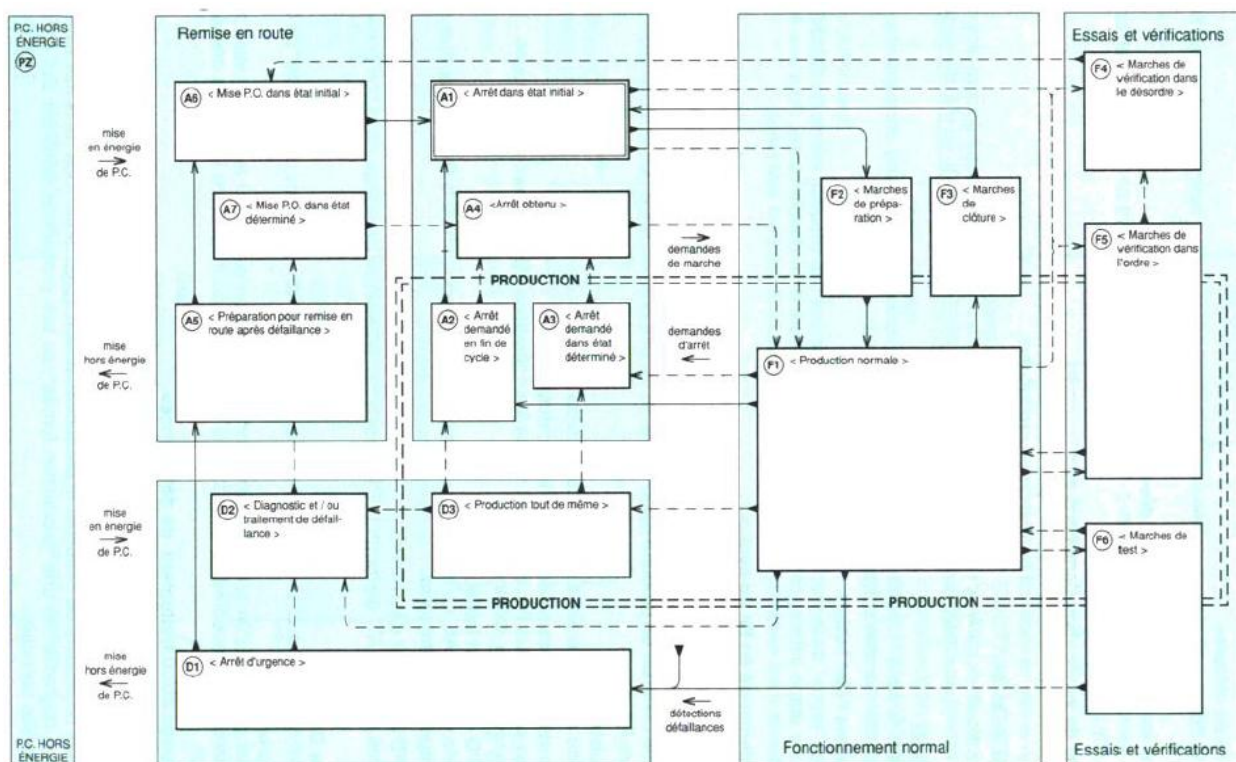 P.C. HORS
ÉNERGIE
PZ
Remise en route
A6 < Mise P.O. dans état initial >
A1 < Arrêt dans état initial >
Essais et vérifications
F4 < Marches de
vérification dans
le désordre >
mise
en énergie
de P.C.
A7 < Mise P.O. dans état
déterminé >
A4 <Arrêt obtenu >
F2 < Marches
de prépa-
ration >
F3 < Marches
de
clôture >
F5 < Marches de
vérification dans
l'ordre >
demandes
de marche
PRODUCTION
A5 < Préparation pour remise en
route après défaillance >
A2 < Arrêt
demandé
en fin de
cycle >
A3 < Arrêt
demandé
dans état
déterminé >
demandes
d'arrêt
F1 < Production normale >
mise
hors énergie
de P.C.
D2 < Diagnostic et / ou
traitement de défail-
lance >
D3 < Production tout de même >
mise
en énergie
de P.C.
F6 < Marches de
test >
PRODUCTION
PRODUCTION
D1 < Arrêt d'urgence >
mise
hors énergie
de P.C.
détections
défaillances
P.C. HORS
ÉNERGIE
Fonctionnement normal
Essais et vérifications